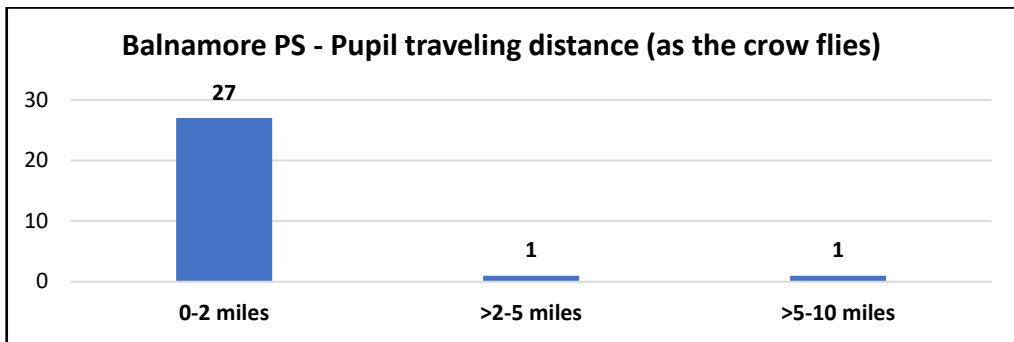 Balnamore PS - Pupil traveling distance (as the crow flies)
27
30
20
10
1
1
0
0-2 miles
>2-5 miles
>5-10 miles